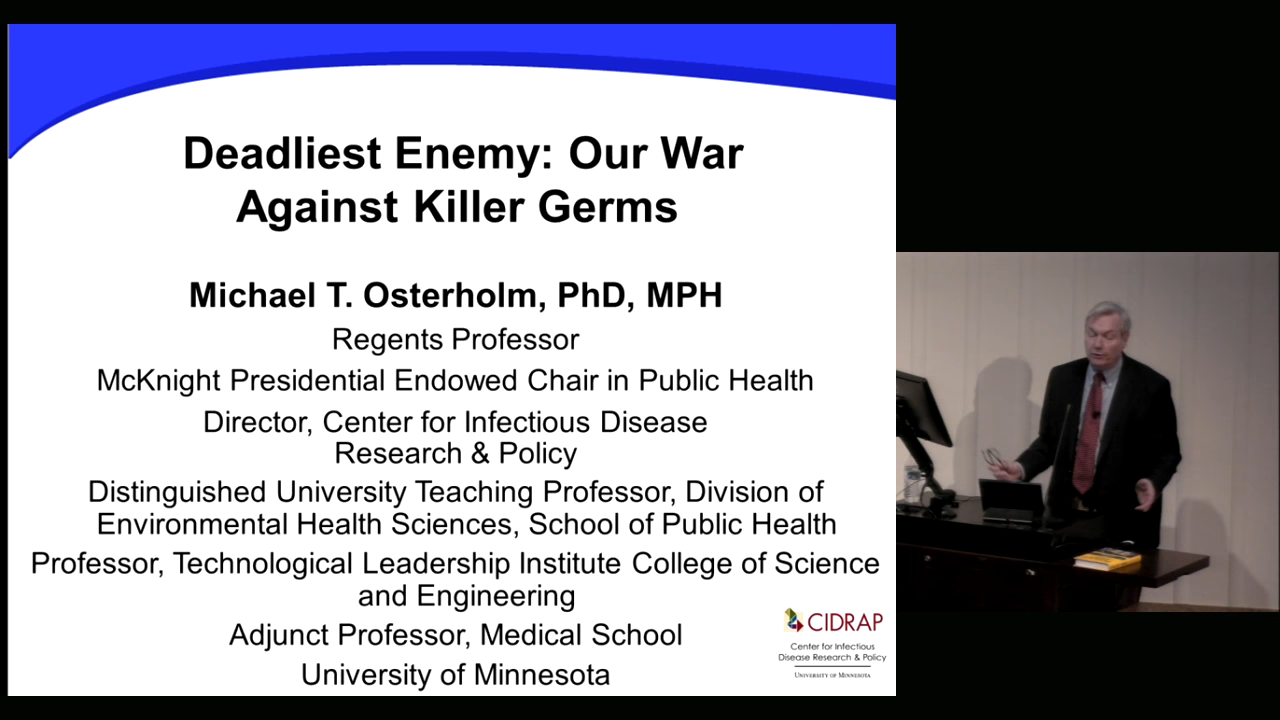 Deadliest Enemy: Our War
Against Killer Germs
Michael T. Osterholm, PhD, MPH
Regents Professor
McKnight Presidential Endowed Chair in Public Health
Director, Center for Infectious Disease
Research & Policy
Distinguished University Teaching Professor, Division of
Environmental Health Sciences, School of Public Health
Professor, Technological Leadership Institute College of Science
and Engineering
Adjunct Professor, Medical School
University of Minnesota
CIDRAP
Center for Infectious
Disease Research & Policy
UNIVERSITY OF MINNESOTA